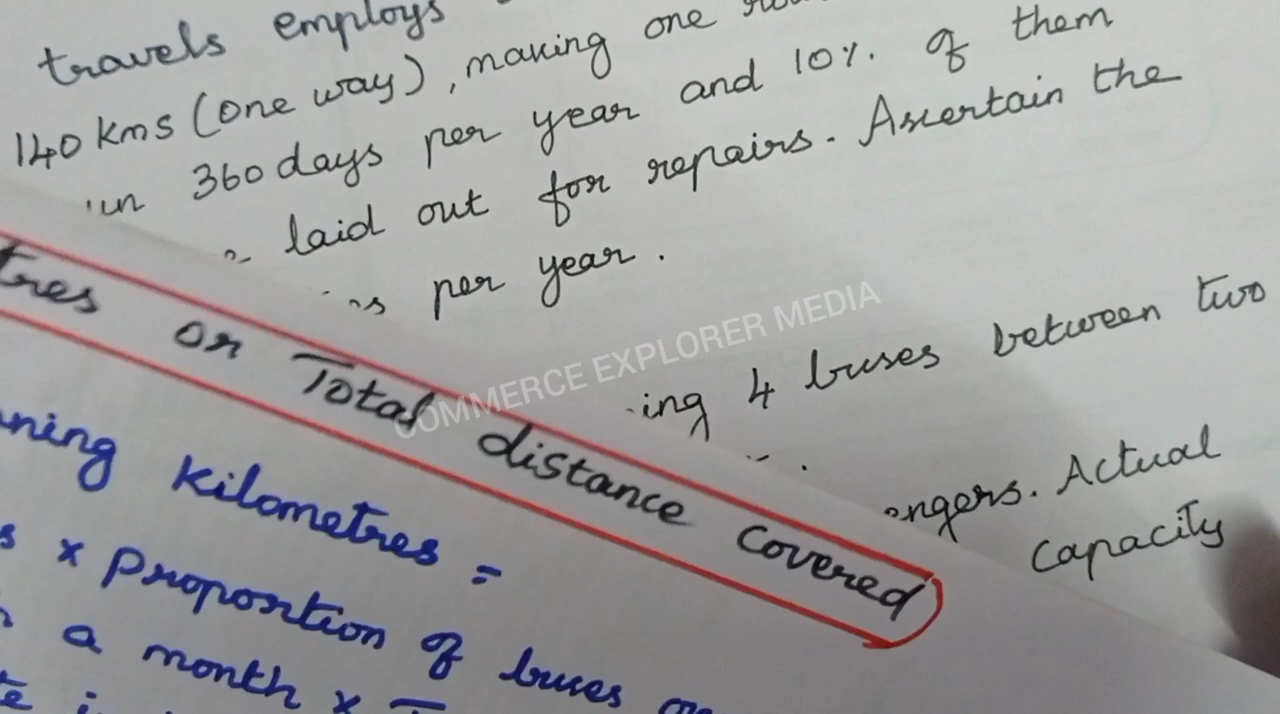 travels employs
140 kms (one way), making one
360 days per year and 10%. of them
laid out for repairs. Ascertain the
per year.
ing 4 buses between two
engers. Actual
Capacity
COMMERCE EXPLORER MEDIA
tres or Total distance covered
ning kilometres =
s x proportion of buses
a month x